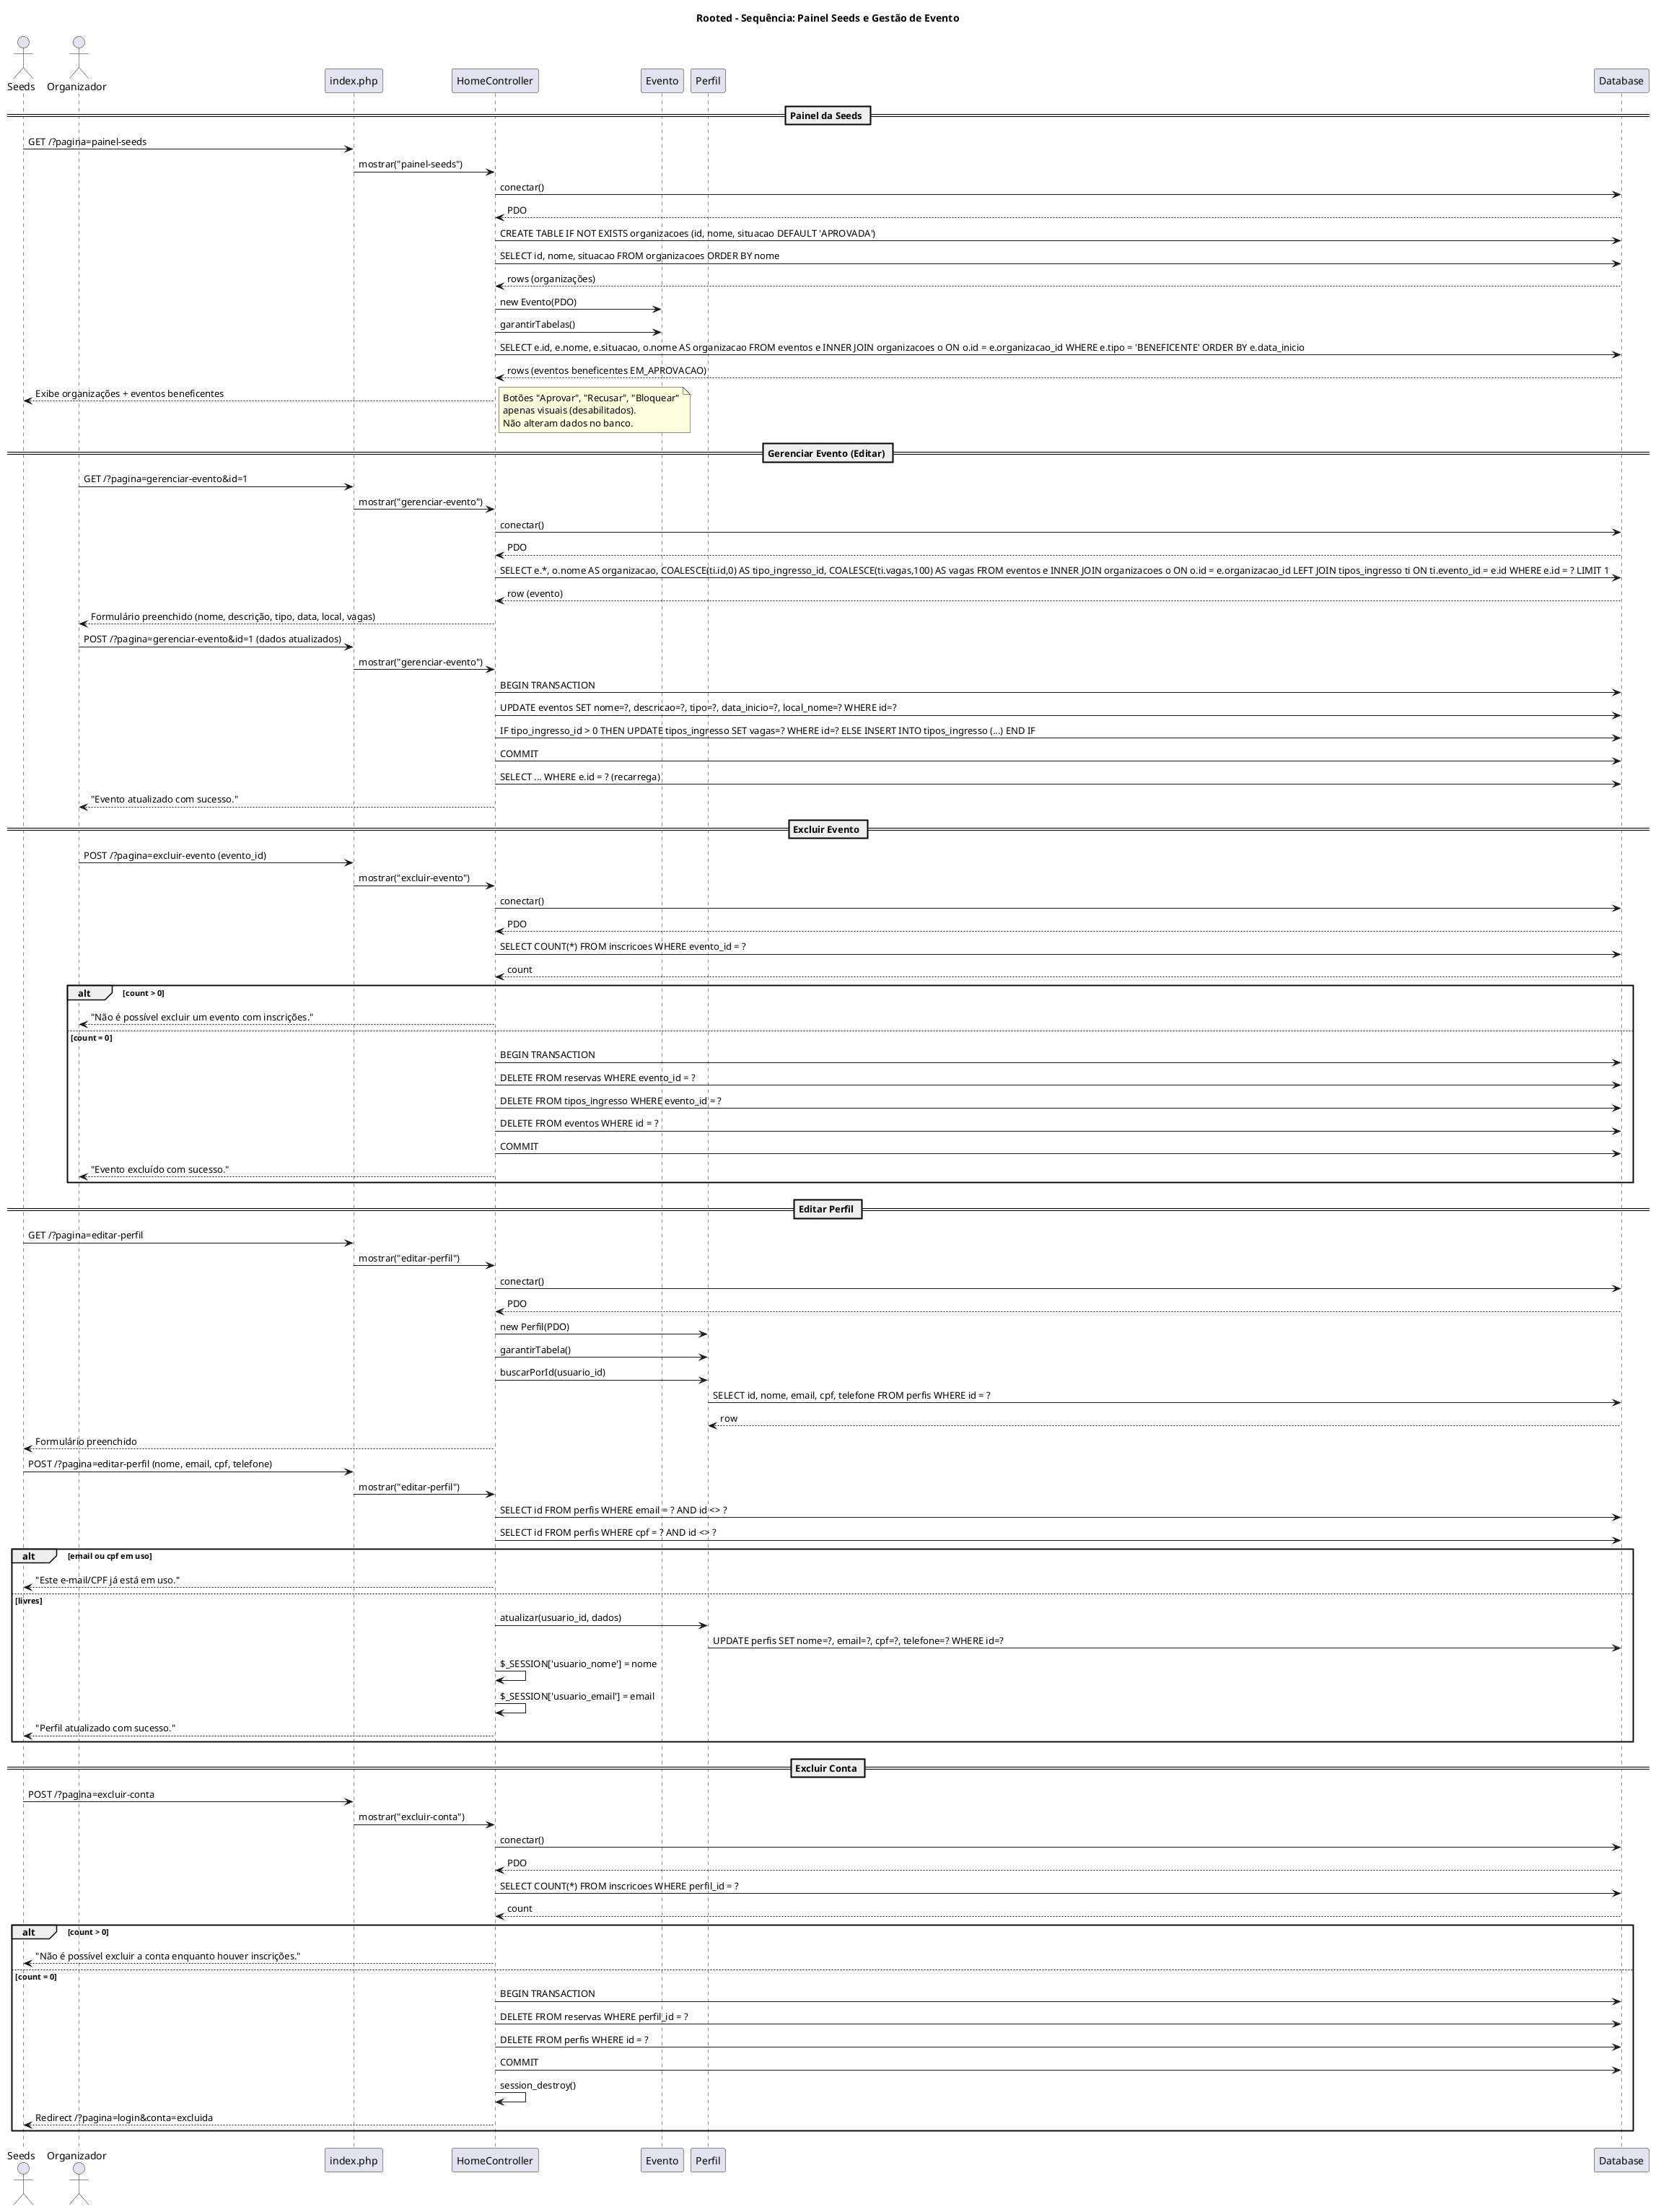 Rooted - Sequência: Painel Seeds e Gestão de Evento
Seeds
Organizador
index.php
HomeController
Evento
Perfil
Database
Painel da Seeds
GET /?pagina=painel-seeds
mostrar("painel-seeds")
conectar()
PDO
CREATE TABLE IF NOT EXISTS organizacoes (id, nome, situacao DEFAULT 'APROVADA')
SELECT id, nome, situacao FROM organizacoes ORDER BY nome
rows (organizações)
new Evento(PDO)
garantirTabelas()
SELECT e.id, e.nome, e.situacao, o.nome AS organizacao FROM eventos e INNER JOIN organizacoes o ON o.id = e.organizacao_id WHERE e.tipo = 'BENEFICENTE' ORDER BY e.data_inicio
rows (eventos beneficentes EM_APROVACAO)
Exibe organizações + eventos beneficentes
Botões "Aprovar", "Recusar", "Bloquear"
apenas visuais (desabilitados).
Não alteram dados no banco.
Gerenciar Evento (Editar)
GET /?pagina=gerenciar-evento&id=1
mostrar("gerenciar-evento")
conectar()
PDO
SELECT e.*, o.nome AS organizacao, COALESCE(ti.id,0) AS tipo_ingresso_id, COALESCE(ti.vagas,100) AS vagas FROM eventos e INNER JOIN organizacoes o ON o.id = e.organizacao_id LEFT JOIN tipos_ingresso ti ON ti.evento_id = e.id WHERE e.id = ? LIMIT 1
row (evento)
Formulário preenchido (nome, descrição, tipo, data, local, vagas)
POST /?pagina=gerenciar-evento&id=1 (dados atualizados)
mostrar("gerenciar-evento")
BEGIN TRANSACTION
UPDATE eventos SET nome=?, descricao=?, tipo=?, data_inicio=?, local_nome=? WHERE id=?
IF tipo_ingresso_id > 0 THEN UPDATE tipos_ingresso SET vagas=? WHERE id=? ELSE INSERT INTO tipos_ingresso (...) END IF
COMMIT
SELECT ... WHERE e.id = ? (recarrega)
"Evento atualizado com sucesso."
Excluir Evento
POST /?pagina=excluir-evento (evento_id)
mostrar("excluir-evento")
conectar()
PDO
SELECT COUNT(*) FROM inscricoes WHERE evento_id = ?
count
alt [count > 0]
"Não é possível excluir um evento com inscrições."
[count = 0]
BEGIN TRANSACTION
DELETE FROM reservas WHERE evento_id = ?
DELETE FROM tipos_ingresso WHERE evento_id = ?
DELETE FROM eventos WHERE id = ?
COMMIT
"Evento excluído com sucesso."
Editar Perfil
GET /?pagina=editar-perfil
mostrar("editar-perfil")
conectar()
PDO
new Perfil(PDO)
garantirTabela()
buscarPorId(usuario_id)
SELECT id, nome, email, cpf, telefone FROM perfis WHERE id = ?
row
Formulário preenchido
POST /?pagina=editar-perfil (nome, email, cpf, telefone)
mostrar("editar-perfil")
SELECT id FROM perfis WHERE email = ? AND id <> ?
SELECT id FROM perfis WHERE cpf = ? AND id <> ?
alt [email ou cpf em uso]
"Este e-mail/CPF já está em uso."
[livres]
atualizar(usuario_id, dados)
UPDATE perfis SET nome=?, email=?, cpf=?, telefone=? WHERE id=?
$_SESSION['usuario_nome'] = nome
$_SESSION['usuario_email'] = email
"Perfil atualizado com sucesso."
Excluir Conta
POST /?pagina=excluir-conta
mostrar("excluir-conta")
conectar()
PDO
SELECT COUNT(*) FROM inscricoes WHERE perfil_id = ?
count
alt [count > 0]
"Não é possível excluir a conta enquanto houver inscrições."
[count = 0]
BEGIN TRANSACTION
DELETE FROM reservas WHERE perfil_id = ?
DELETE FROM perfis WHERE id = ?
COMMIT
session_destroy()
Redirect /?pagina=login&conta=excluida
Seeds
Organizador
index.php
HomeController
Evento
Perfil
Database